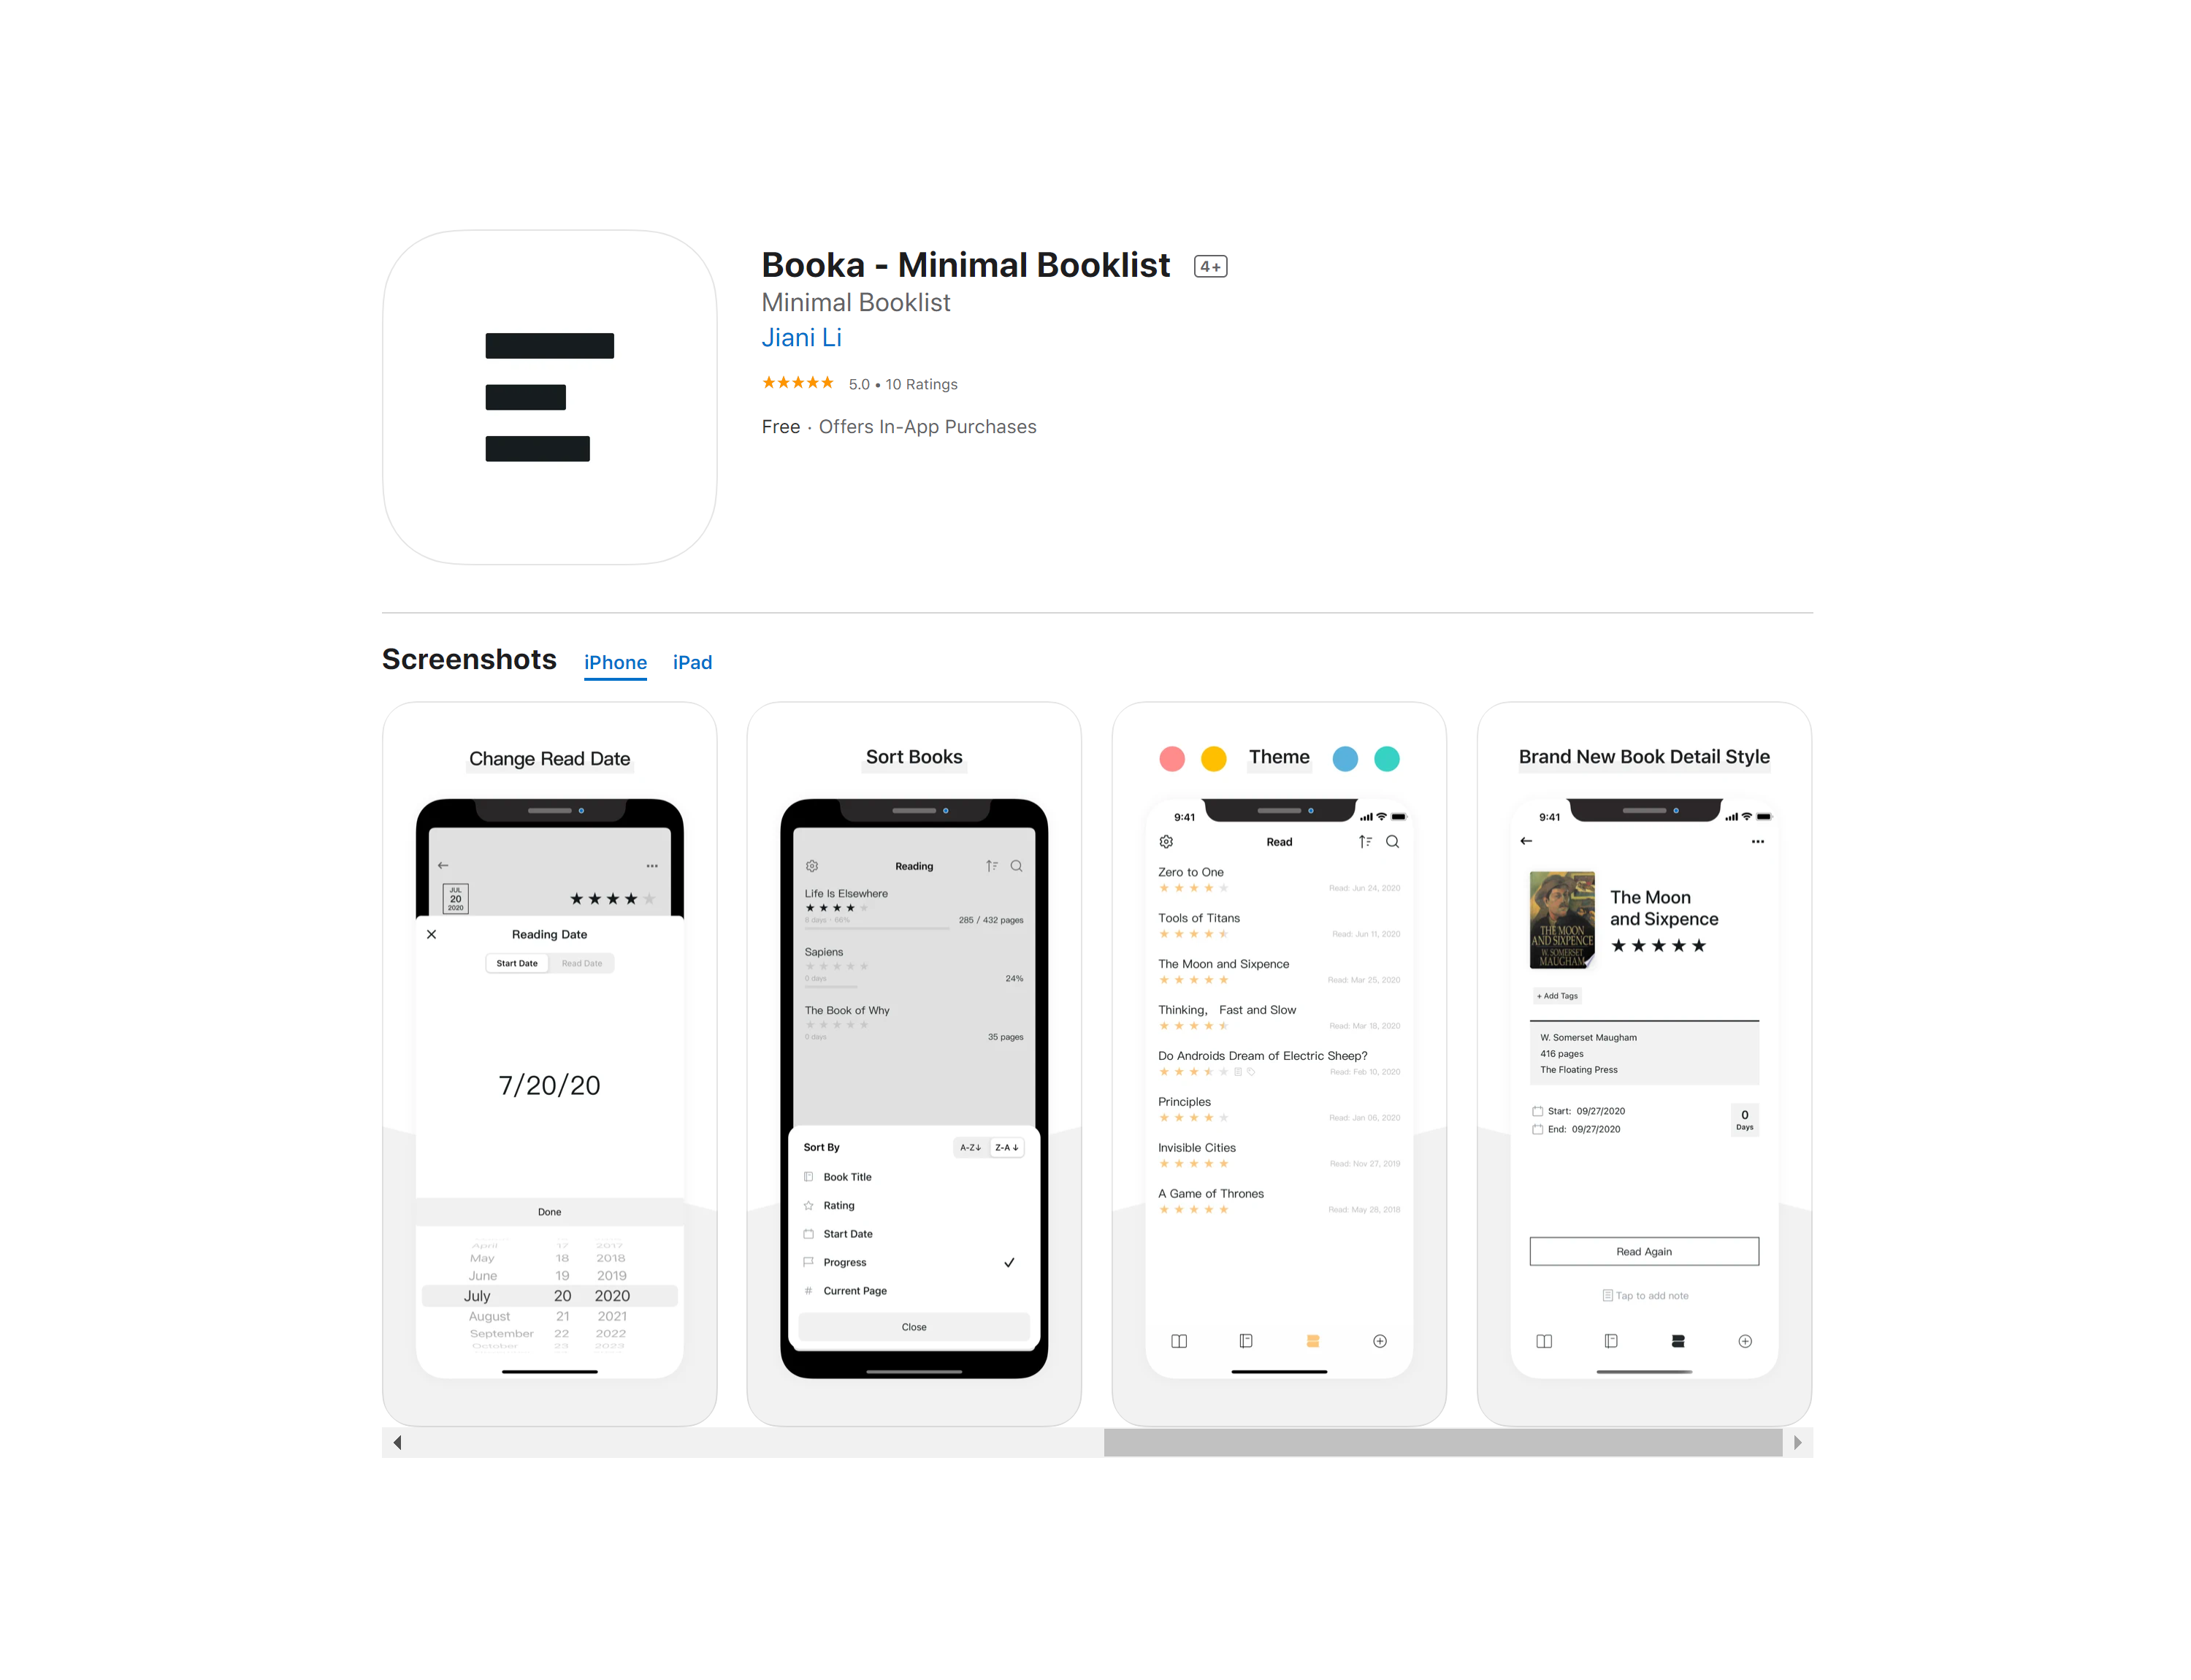 Booka - Minimal Booklist 4+
Minimal Booklist
Jiani Li
5.0 • 10 Ratings
Free · Offers In-App Purchases
Screenshots iPhone iPad
Change Read Date
JUL
20
2020
Reading Date
Start Date Read Date
7/20/20
Done
April 17 2017
May 18 2018
June 19 2019
July 20 2020
August 21 2021
September 22 2022
October 23 2023
Sort Books
Reading
Life Is Elsewhere
6 days · 66% 285 / 432 pages
Sapiens
0 days 24%
The Book of Why
0 days 35 pages
Sort By A-Z↓ Z-A↓
Book Title
Rating
Start Date
Progress
# Current Page
Close
Theme
9:41
Read
Zero to One
Read: Jun 24, 2020
Tools of Titans
Read: Jun 11, 2020
The Moon and Sixpence
Read: Mar 25, 2020
Thinking, Fast and Slow
Read: Mar 18, 2020
Do Androids Dream of Electric Sheep?
Read: Feb 10, 2020
Principles
Read: Jan 06, 2020
Invisible Cities
Read: Nov 27, 2019
A Game of Thrones
Read: May 28, 2018
Brand New Book Detail Style
9:41
THE MOON
AND SIXPENCE
W. SOMERSET
MAUGHAM
The Moon
and Sixpence
+ Add Tags
W. Somerset Maugham
416 pages
The Floating Press
Start: 09/27/2020
End: 09/27/2020
0
Days
Read Again
Tap to add note